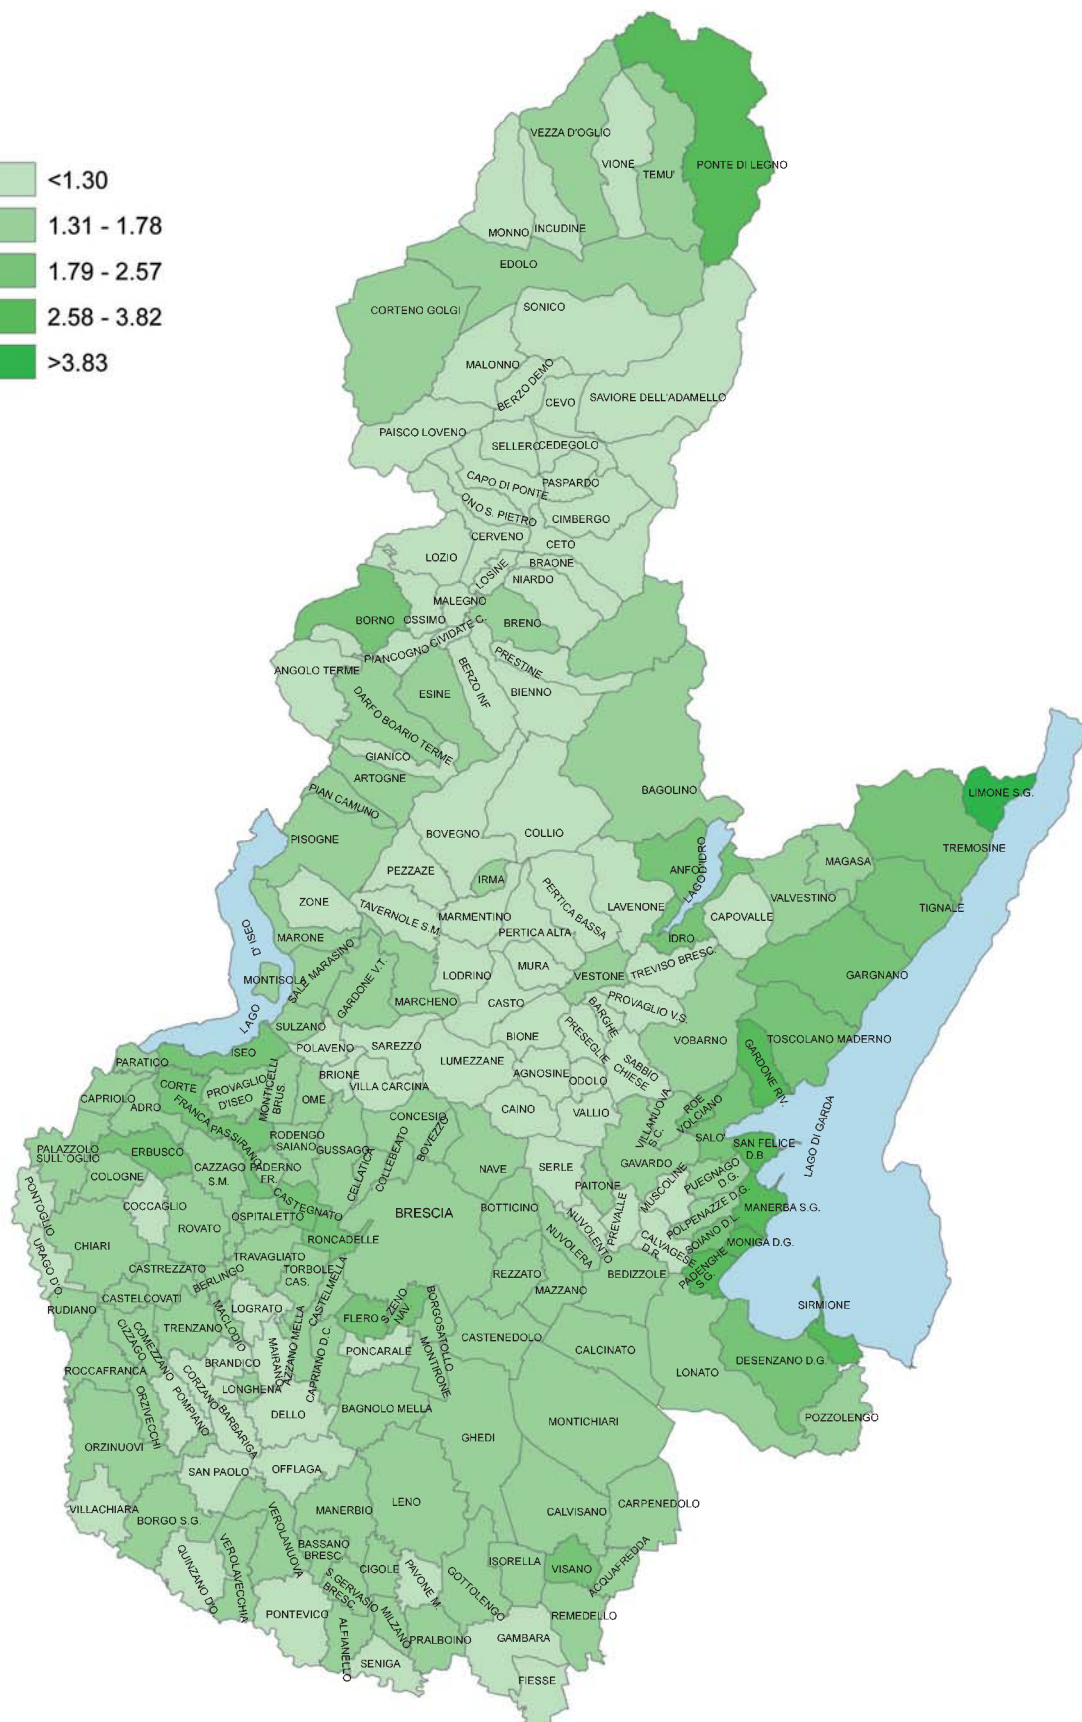 <1.30
1.31 - 1.78
1.79 - 2.57
2.58 - 3.82
>3.83
VEZZA D'OGLIO
VIONE
TEMU'
PONTE DI LEGNO
MONNO
INCUDINE
EDOLO
CORTENO GOLGI
SONICO
MALONNO
BERZO DEMO
CEVO
SAVIORE DELL'ADAMELLO
PAISCO LOVENO
SELLERO
CEDEGOLO
CAPO DI PONTE
PASPARDO
ONO S. PIETRO
CIMBERGO
CERVENO
CETO
LOZIO
BRAONE
LOSINE
NIARDO
MALEGNO
BORNO
OSSIMO
BRENO
PIANCOGNO
CIVIDATE C.
PRESTINE
ANGOLO TERME
BERZO INF
BIENNO
ESINE
DARFO BOARIO TERME
GIANICO
ARTOGNE
PIAN CAMUNO
BAGOLINO
LIMONE S.G.
PISOGNE
BOVEGNO
COLLIO
TREMOSINE
MAGASA
PEZZAZE
IRMA
ANFO
LAGO D'IDRO
VALVESTINO
ZONE
TAVERNOLE S.M.
MARMENTINO
PERTICA BASSA
LAVENONE
CAPOVALLE
TIGNALE
PERTICA ALTA
MARONE
IDRO
LAGO
D'ISEO
MONTISOLA
SALE MARASINO
GARDONE V.T.
LODRINO
MURA
VESTONE
TREVISO BRESC.
GARGNANO
MARCHENO
CASTO
BARGHE
PROVAGLIO V.S.
SULZANO
BIONE
PRESEGLIE
VOBARNO
TOSCOLANO MADERNO
PARATICO
ISEO
POLAVENO
SAREZZO
LUMEZZANE
AGNOSINE
ODOLO
SABBIO
CHIESE
GARDONE RIV.
CORTE
FRANCA
PROVAGLIO
D'ISEO
MONTICELLI
BRUS.
BRIONE
VILLA CARCINA
CAPRIOLO
ADRO
OME
CAINO
VALLIO
VILLANUOVA
S.C.
ROE
VOLCIANO
LAGO DI GARDA
PASSIRANO
CONCESIO
BOVEZZO
PALAZZOLO
SULL'OGLIO
ERBUSCO
RODENGO
SAIANO
GUSSAGO
CELLATICA
COLLEBEATO
SALO'
SAN FELICE
D.B
COLOGNE
CAZZAGO
S.M.
PADERNO
FR.
NAVE
SERLE
GAVARDO
PUEGNAGO
D.G.
PAITONE
MUSCOLINE
PONTOGLIO
COCCAGLIO
CASTEGNATO
BRESCIA
BOTTICINO
PREVALLE
POLPENAZZE D.G.
MANERBA S.G.
ROVATO
OSPITALETTO
RONCADELLE
NUVOLENTO
NUVOLERA
SOIANO D.L.
MONIGA D.G.
CHIARI
URAGO D'O.
TRAVAGLIATO
CALVAGESE
D.R.
PADENGHE
S.G.
CASTREZZATO
BERLINGO
TORBOLE
CAS.
CASTELMELLA
REZZATO
MAZZANO
BEDIZZOLE
CASTELCOVATI
RUDIANO
LOGRATO
MACLODIO
FLERO
S.ZENO
NAV
BORGOSATOLLO
SIRMIONE
TRENZANO
COMEZZANO
CIZZAGO
MAIRANO
AZZANO MELLA
CAPRIANO D.C.
PONCARALE
MONTIRONE
CASTENEDOLO
CALCINATO
DESENZANO D.G.
LONATO
ROCCAFRANCA
BRANDICO
CORZANO
LONGHENA
POMPIANO
ORZIVECCHI
BARBARIGA
DELLO
BAGNOLO MELLA
GHEDI
MONTICHIARI
POZZOLENGO
ORZINUOVI
SAN PAOLO
OFFLAGA
LENO
VILLACHIARA
BORGO S.G.
MANERBIO
CALVISANO
CARPENEDOLO
VEROLANUOVA
VEROLAVECCHIA
BASSANO
BRESC.
CIGOLE
ISORELLA
VISANO
ACQUAFREDDA
QUINZANO D'O.
S.GERVASIO
BRESC.
PAVONE M.
GOTTOLENGO
PONTEVICO
MILZANO
REMEDELLO
ALFIANELLO
PRALBOINO
GAMBARA
SENIGA
FIESSE